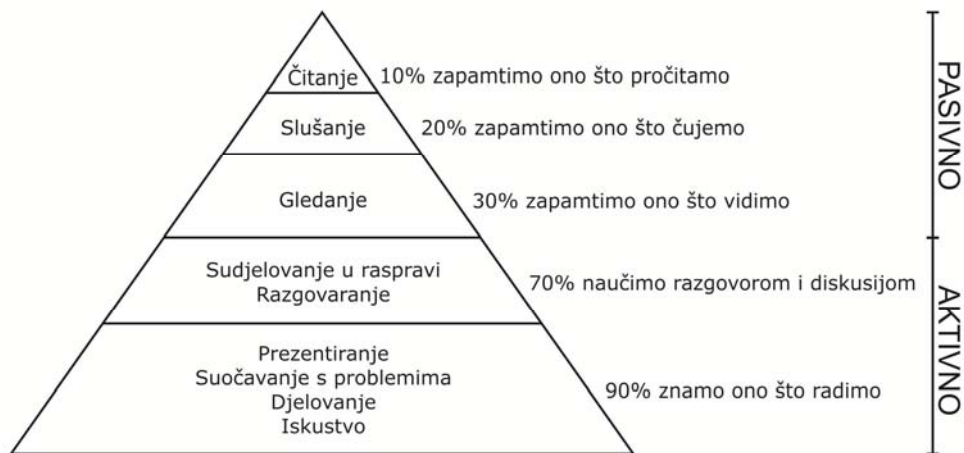 Čitanje
10% zapamtimo ono što pročitamo
Slušanje
20% zapamtimo ono što čujemo
Gledanje
30% zapamtimo ono što vidimo
PASIVNO
Sudjelovanje u raspravi
Razgovaranje
70% naučimo razgovorom i diskusijom
Prezentiranje
Suočavanje s problemima
Djelovanje
Iskustvo
90% znamo ono što radimo
AKTIVNO